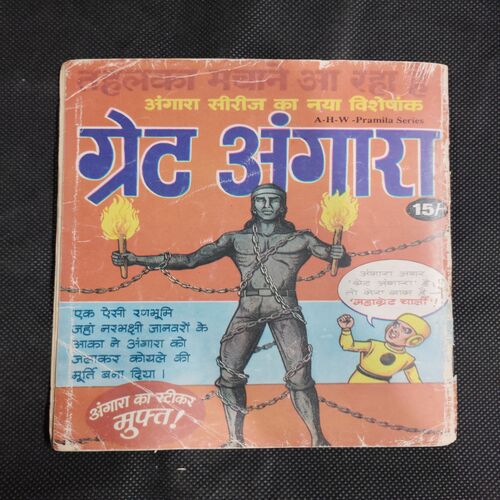 तहलका मचाने आ रहा है
अंगारा सीरीज का नया विशेषांक
A-H-W -Pramila Series
ग्रेट अंगारा
15/-
अंगारा अगर
'ग्रेट अंगारा' है
तो मेरा नाम है
'महाग्रेट चार्ली'!
एक ऐसी रणभूमि
जहां नरभक्षी जानवरों के
आका ने अंगारा को
जलाकर कोयले की
मूर्ति बना दिया।
अंगारा का स्टीकर
मुफ्त!